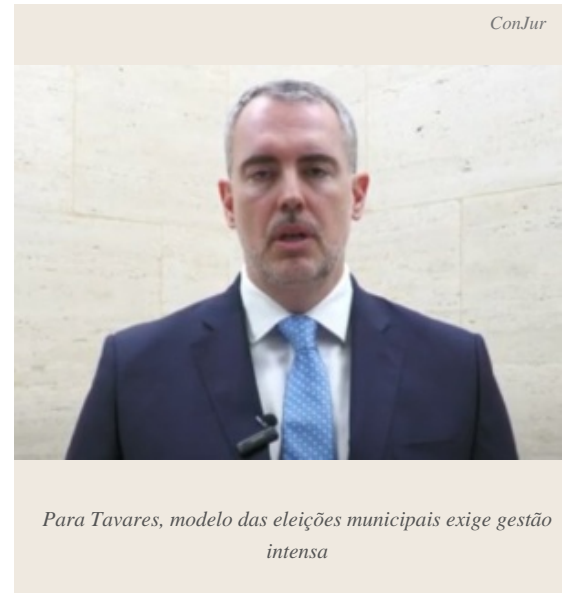 ConJur
Para Tavares, modelo das eleições municipais exige gestão
intensa